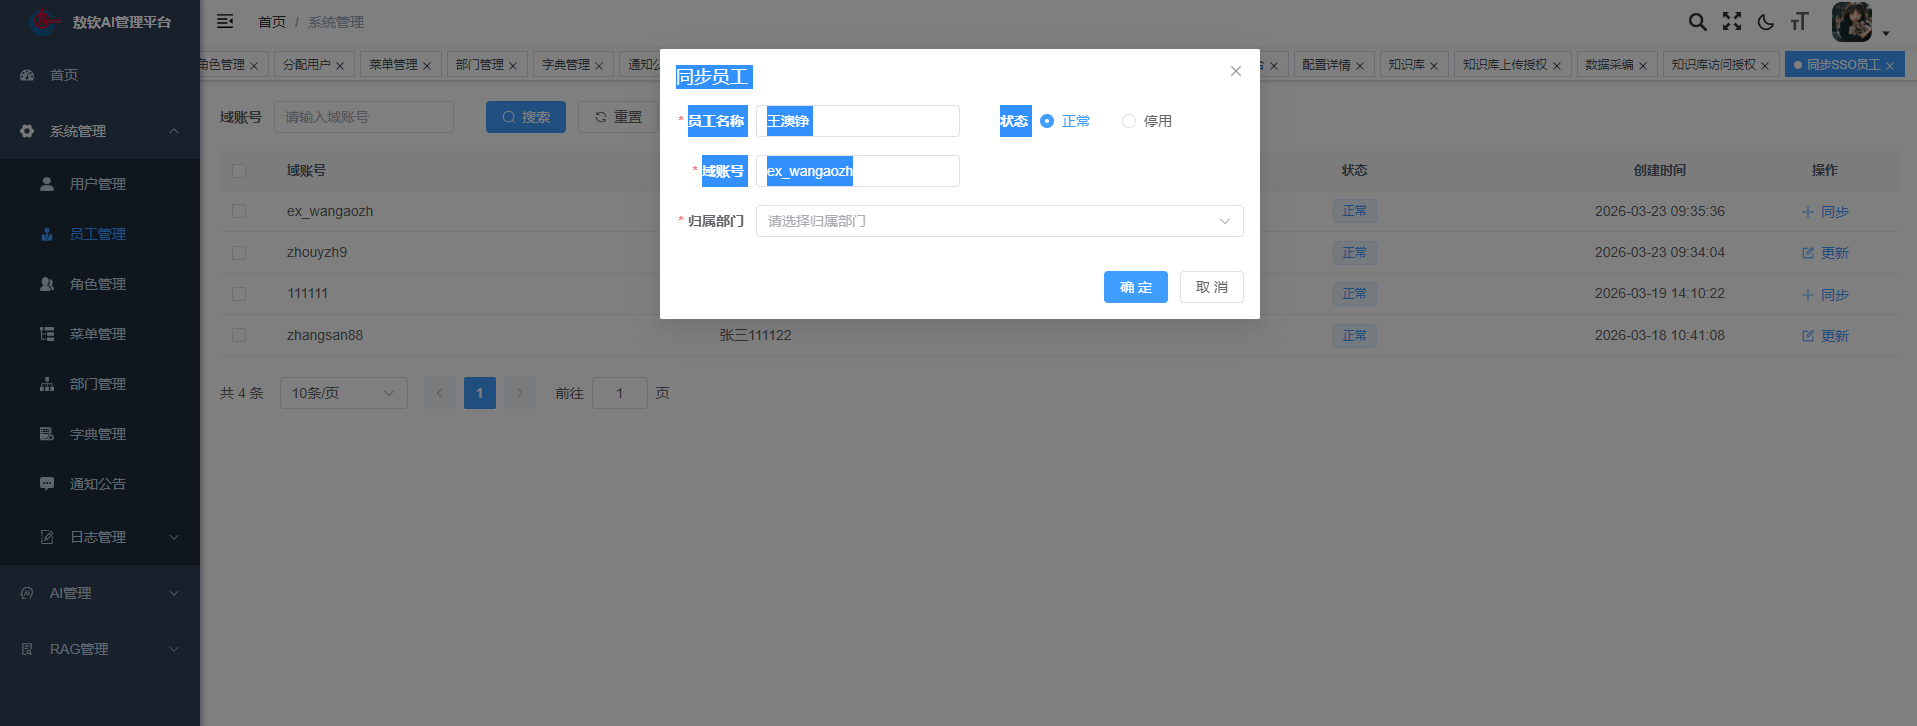 敖钦AI管理平台
首页 / 系统管理
首页
系统管理
用户管理
员工管理
角色管理
菜单管理
部门管理
字典管理
通知公告
日志管理
AI管理
RAG管理
角色管理 分配用户 菜单管理 部门管理 字典管理 配置详情 知识库 知识库上传授权 数据采编 知识库访问授权 同步SSO员工
域账号 请输入域账号 搜索 重置
域账号 状态 创建时间 操作
ex_wangaozh 正常 2026-03-23 09:35:36 同步
zhouyzh9 正常 2026-03-23 09:34:04 更新
111111 正常 2026-03-19 14:10:22 同步
zhangsan88 张三111122 正常 2026-03-18 10:41:08 更新
共 4 条 10条/页 1 前往 1 页
同步员工
* 员工名称 王澳铮 状态 正常 停用
* 域账号 ex_wangaozh
* 归属部门 请选择归属部门
确 定 取 消